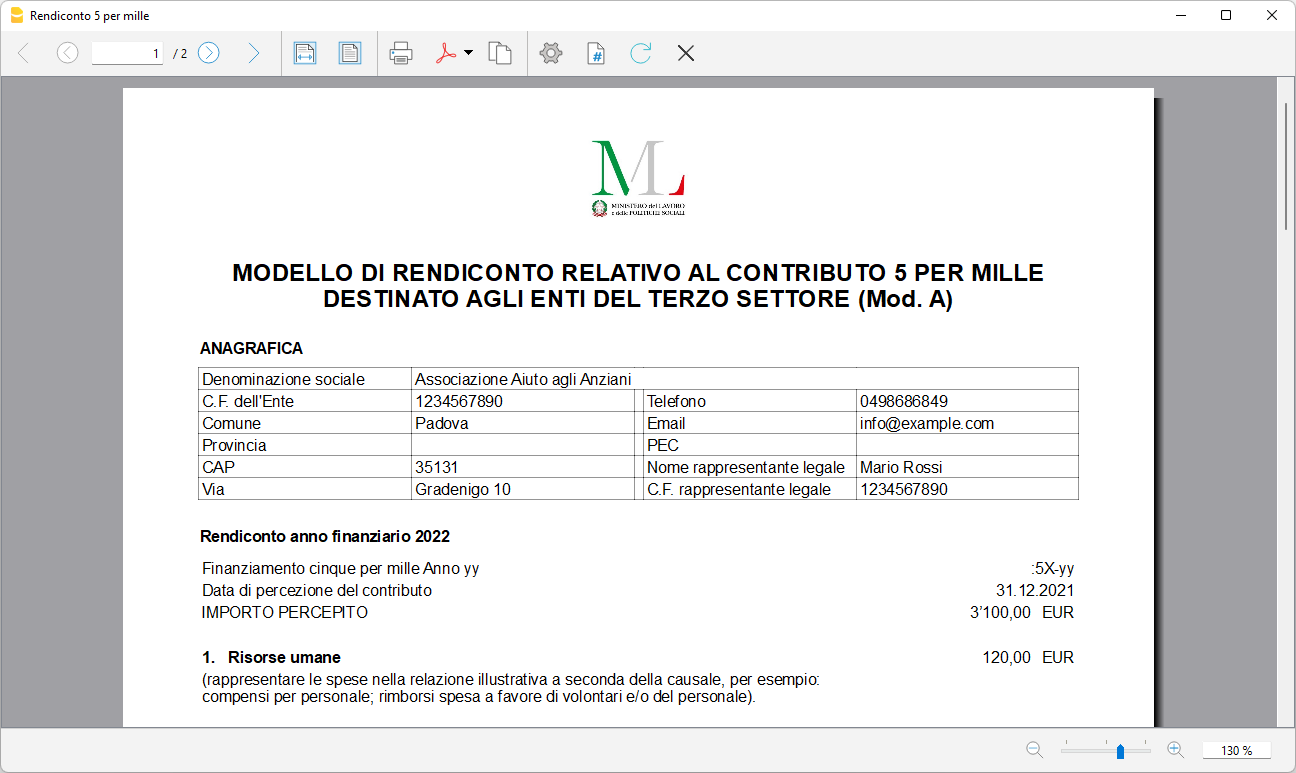 Rendiconto 5 per mille
1 / 2
MINISTERO del LAVORO
e delle POLITICHE SOCIALI
MODELLO DI RENDICONTO RELATIVO AL CONTRIBUTO 5 PER MILLE
DESTINATO AGLI ENTI DEL TERZO SETTORE (Mod. A)
ANAGRAFICA
Denominazione sociale Associazione Aiuto agli Anziani
C.F. dell'Ente 1234567890 Telefono 0498686849
Comune Padova Email info@example.com
Provincia PEC
CAP 35131 Nome rappresentante legale Mario Rossi
Via Gradenigo 10 C.F. rappresentante legale 1234567890
Rendiconto anno finanziario 2022
Finanziamento cinque per mille Anno yy :5X-yy
Data di percezione del contributo 31.12.2021
IMPORTO PERCEPITO 3'100,00 EUR
1. Risorse umane 120,00 EUR
(rappresentare le spese nella relazione illustrativa a seconda della causale, per esempio:
compensi per personale; rimborsi spesa a favore di volontari e/o del personale).
130 %